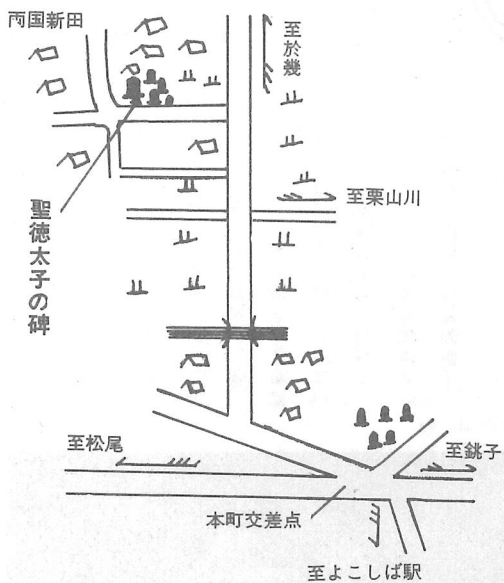 両国新田
至於幾
至栗山川
聖徳太子の碑
至松尾
至銚子
本町交差点
至よこしば駅